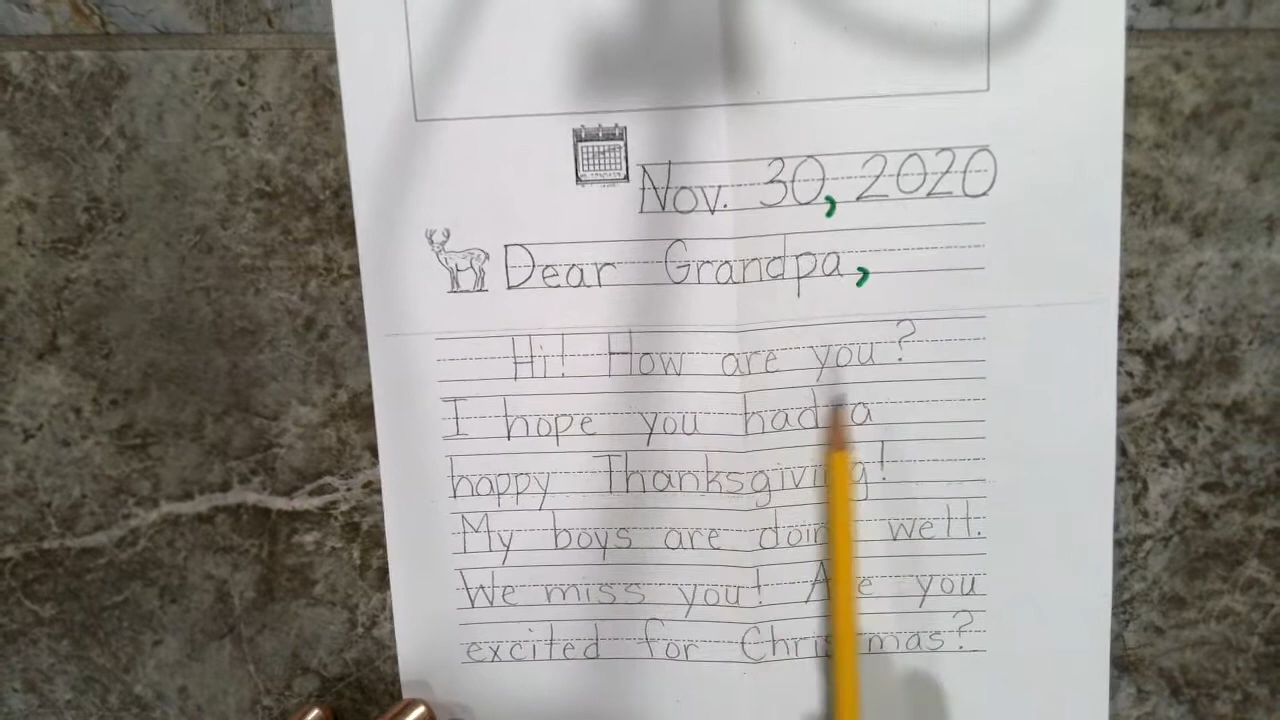 Nov. 30, 2020
Dear Grandpa,
Hi! How are you?
I hope you had a
happy Thanksgiving!
My boys are doing well.
We miss you! Are you
excited for Christmas?